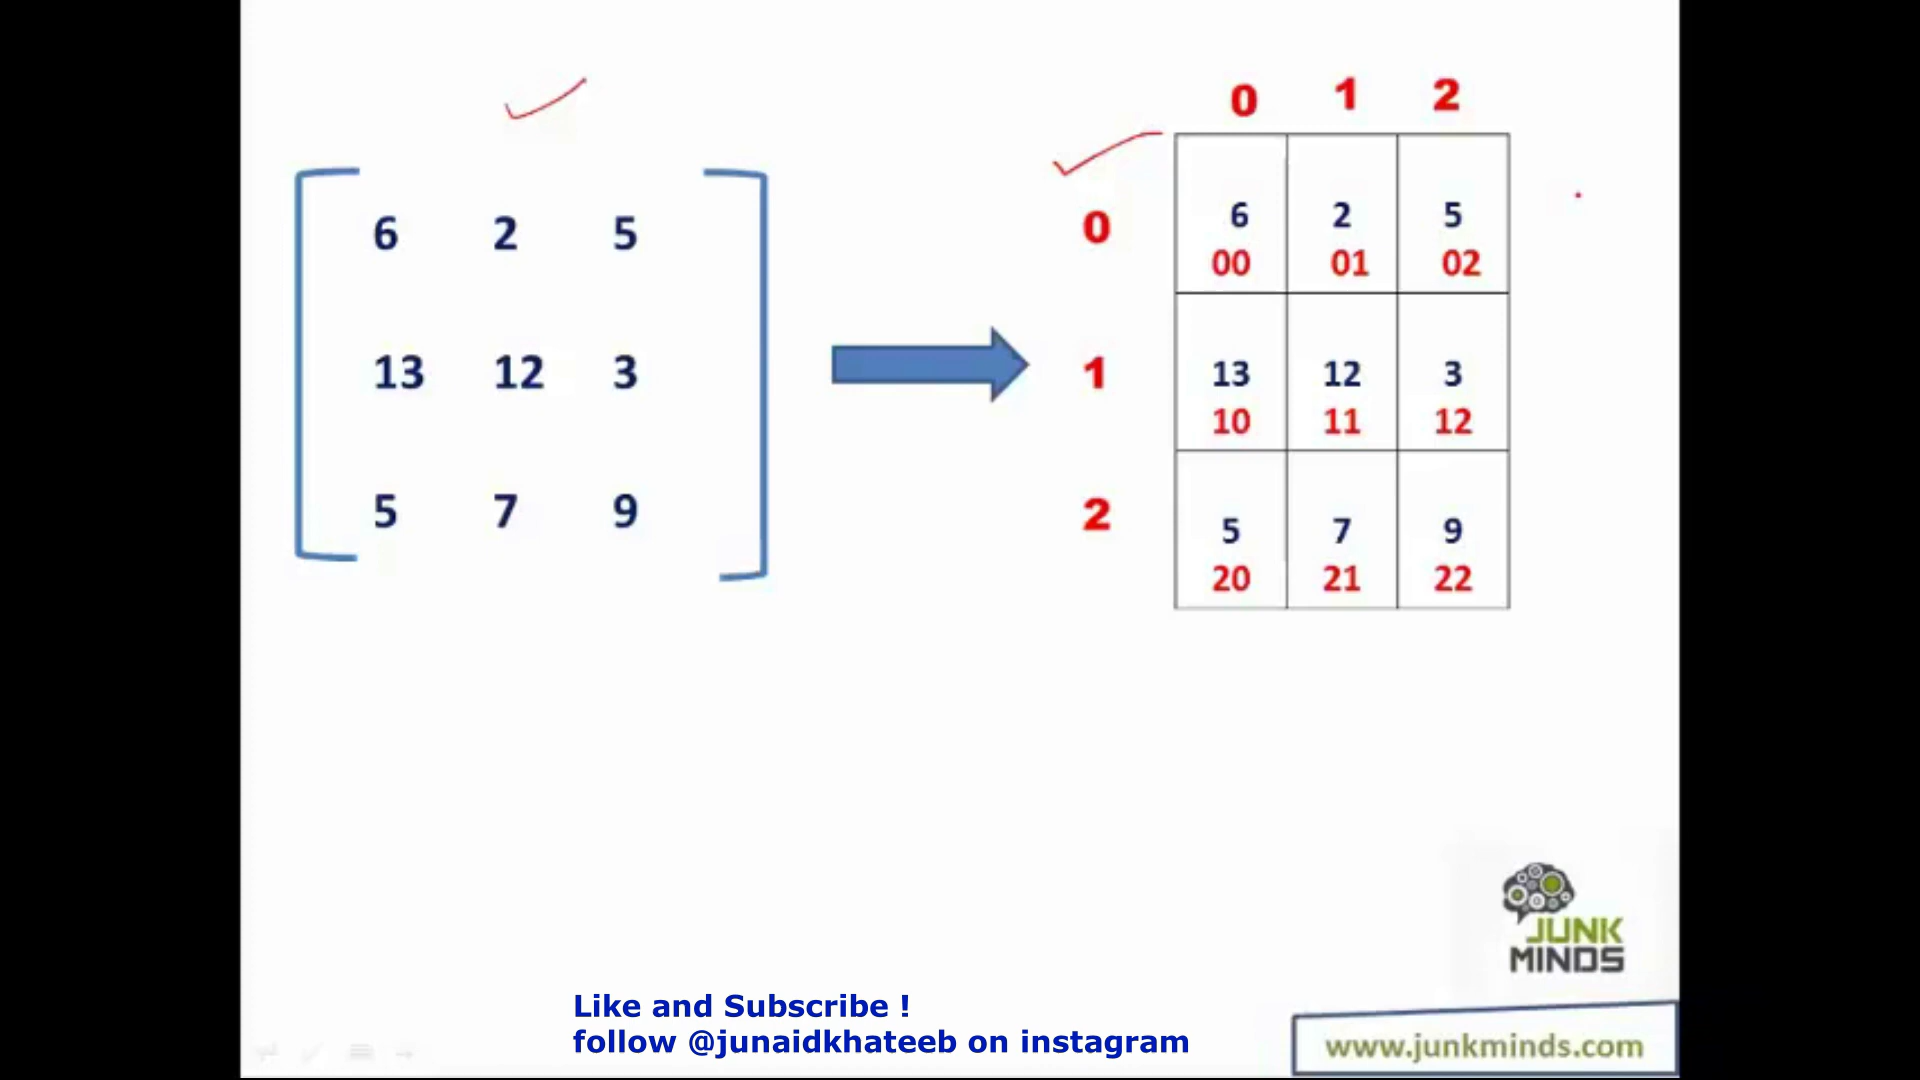 6 2 5
13 12 3
5 7 9
0 1 2
0
6 2 5
00 01 02
1
13 12 3
10 11 12
2
5 7 9
20 21 22
JUNK
MINDS
Like and Subscribe !
follow @junaidkhateeb on instagram
www.junkminds.com